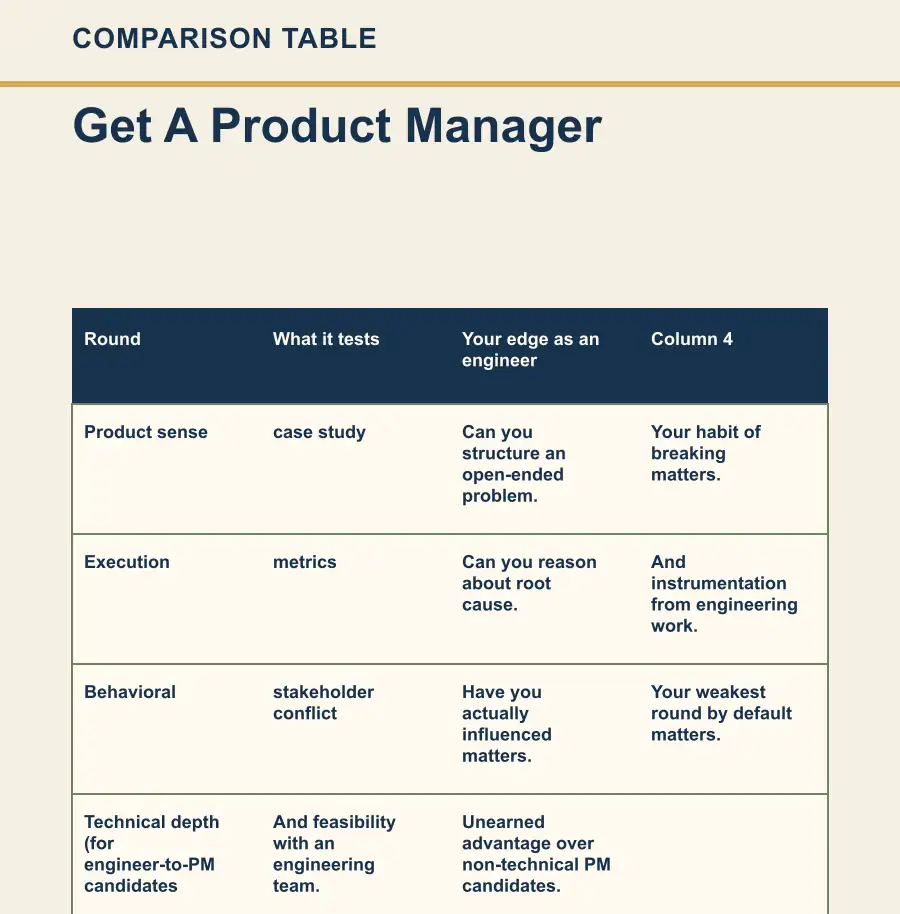 COMPARISON TABLE
Get A Product Manager
Round
What it tests
Your edge as an
engineer
Column 4
Product sense
case study
Can you
structure an
open-ended
problem.
Your habit of
breaking
matters.
Execution
metrics
Can you reason
about root
cause.
And
instrumentation
from engineering
work.
Behavioral
stakeholder
conflict
Have you
actually
influenced
matters.
Your weakest
round by default
matters.
Technical depth
(for
engineer-to-PM
candidates
And feasibility
with an
engineering
team.
Unearned
advantage over
non-technical PM
candidates.